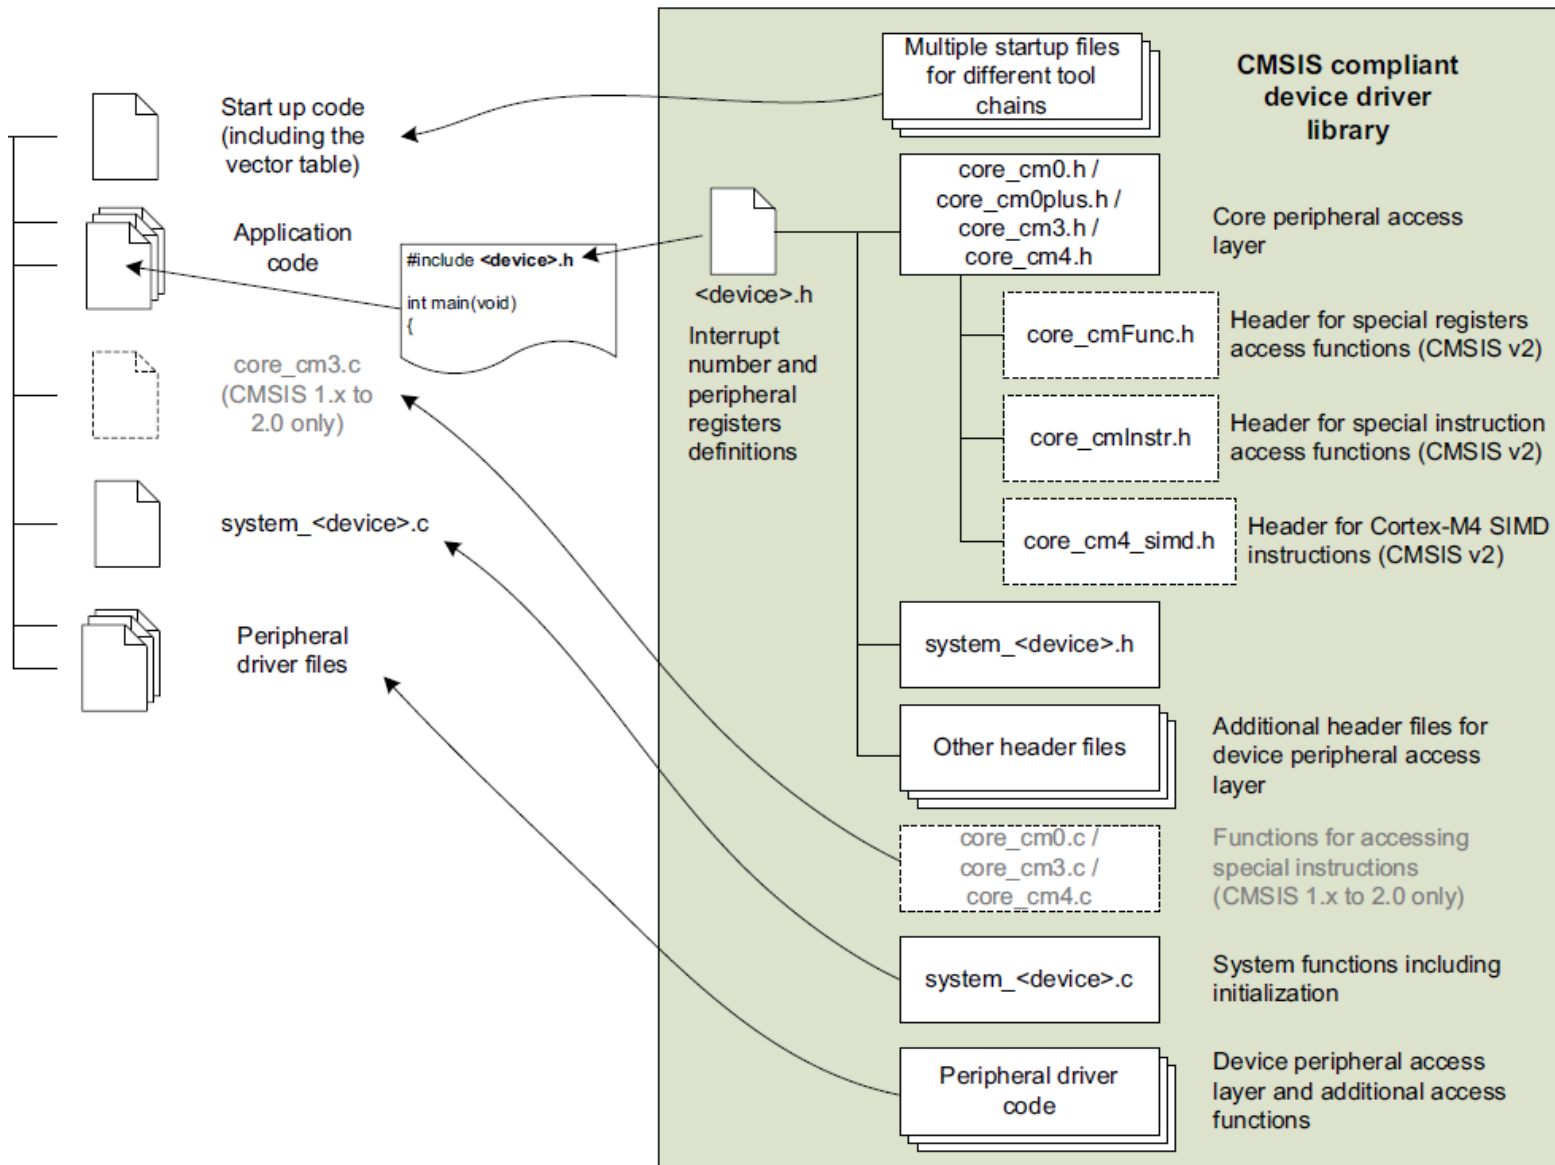 Multiple startup files
for different tool
chains
CMSIS compliant
device driver
library
Start up code
(including the
vector table)
Application
code
#include <device>.h
int main(void)
{
<device>.h
Interrupt
number and
peripheral
registers
definitions
core_cm0.h /
core_cm0plus.h /
core_cm3.h /
core_cm4.h
Core peripheral access
layer
core_cmFunc.h
Header for special registers
access functions (CMSIS v2)
core_cm3.c
(CMSIS 1.x to
2.0 only)
core_cmInstr.h
Header for special instruction
access functions (CMSIS v2)
system_<device>.c
core_cm4_simd.h
Header for Cortex-M4 SIMD
instructions (CMSIS v2)
Peripheral
driver files
system_<device>.h
Other header files
Additional header files for
device peripheral access
layer
core_cm0.c /
core_cm3.c /
core_cm4.c
Functions for accessing
special instructions
(CMSIS 1.x to 2.0 only)
system_<device>.c
System functions including
initialization
Peripheral driver
code
Device peripheral access
layer and additional access
functions